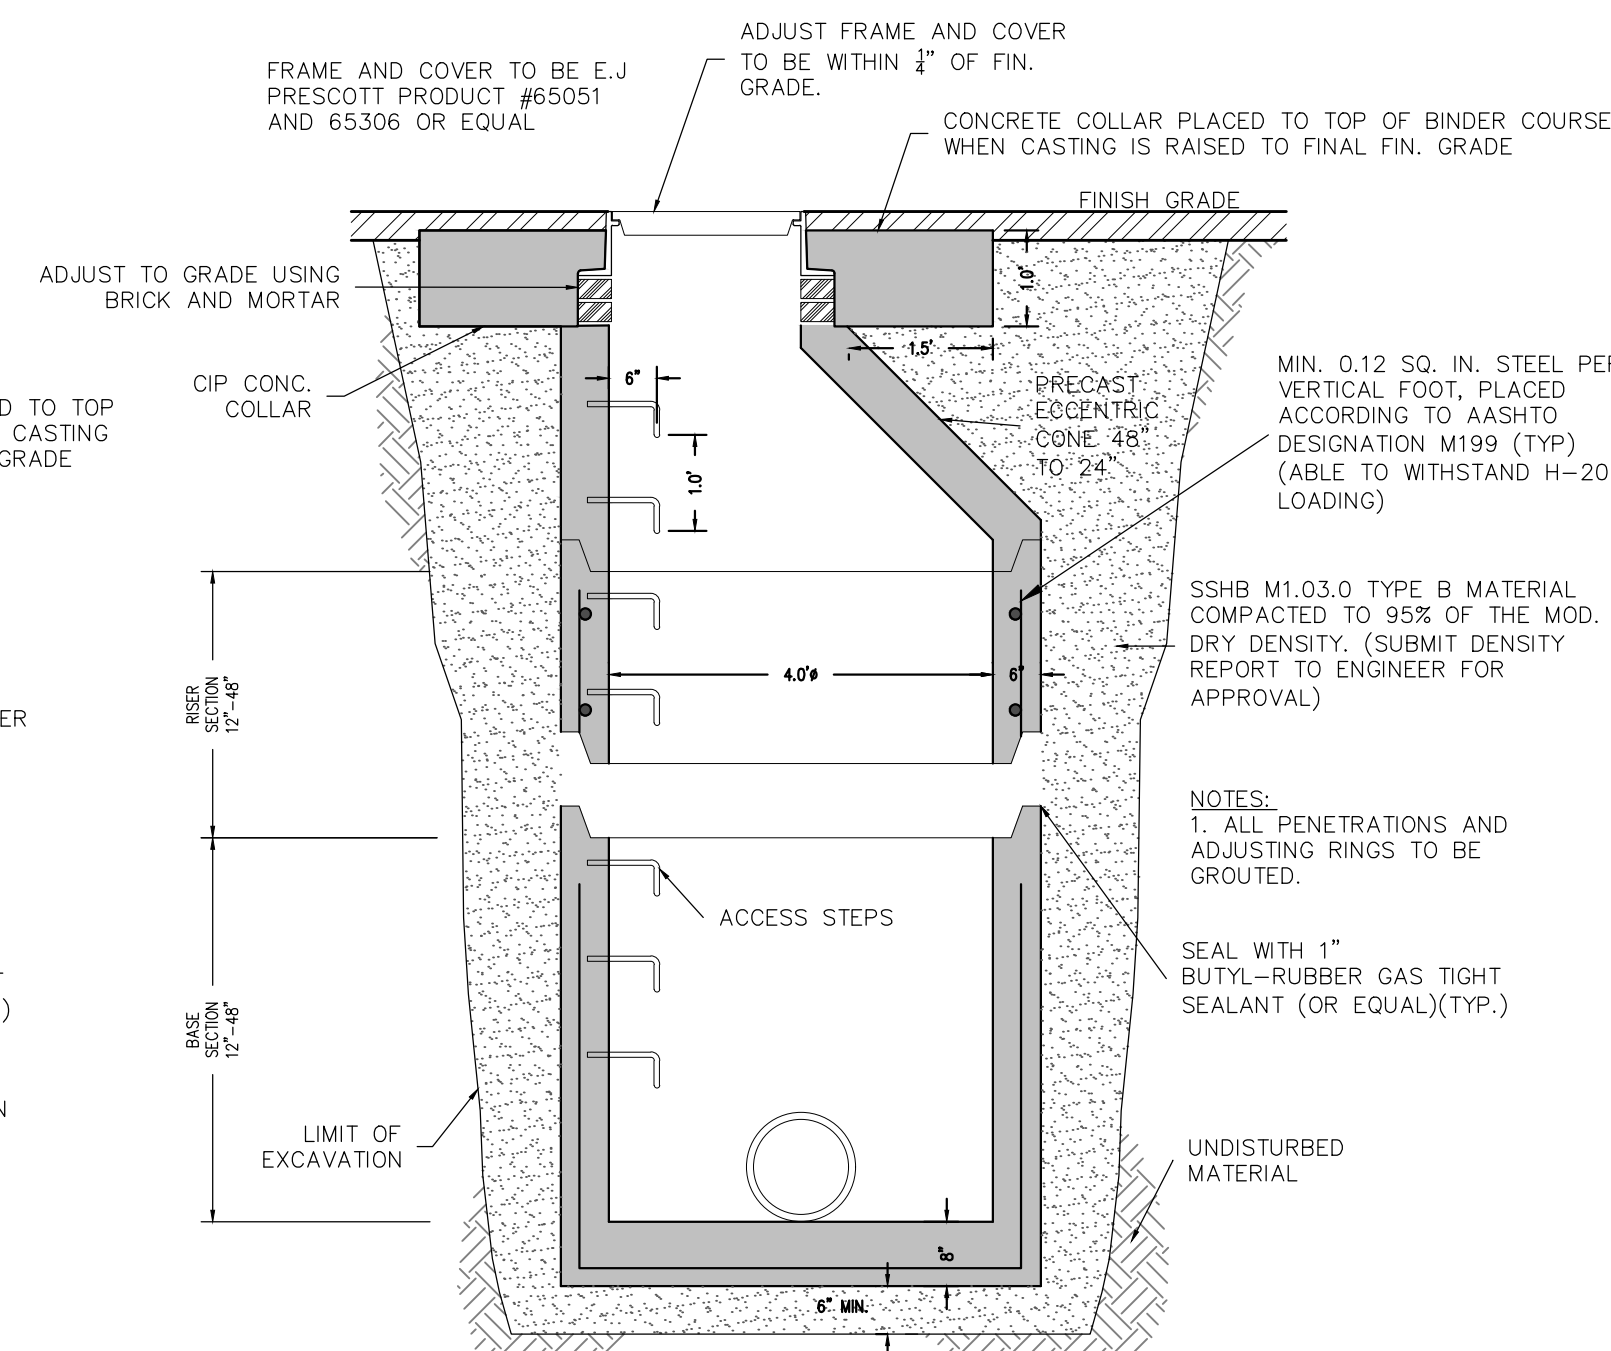 ADJUST FRAME AND COVER
TO BE WITHIN ¼" OF FIN.
GRADE.
FRAME AND COVER TO BE E.J
PRESCOTT PRODUCT #65051
AND 65306 OR EQUAL
CONCRETE COLLAR PLACED TO TOP OF BINDER COURSE
WHEN CASTING IS RAISED TO FINAL FIN. GRADE
FINISH GRADE
ADJUST TO GRADE USING
BRICK AND MORTAR
1.0'
1.5'
CIP CONC.
COLLAR
6"
PRECAST
ECCENTRIC
CONE 48"
TO 24"
MIN. 0.12 SQ. IN. STEEL PER
VERTICAL FOOT, PLACED
ACCORDING TO AASHTO
DESIGNATION M199 (TYP)
(ABLE TO WITHSTAND H-20
LOADING)
D TO TOP
CASTING
GRADE
1.0'
SSHB M1.03.0 TYPE B MATERIAL
COMPACTED TO 95% OF THE MOD.
DRY DENSITY. (SUBMIT DENSITY
REPORT TO ENGINEER FOR
APPROVAL)
4.0'ø
6"
RISER
SECTION
12"-48"
ER
NOTES:
1. ALL PENETRATIONS AND
ADJUSTING RINGS TO BE
GROUTED.
ACCESS STEPS
SEAL WITH 1"
BUTYL-RUBBER GAS TIGHT
SEALANT (OR EQUAL)(TYP.)
)
BASE
SECTION
12"-48"
N
LIMIT OF
EXCAVATION
UNDISTURBED
MATERIAL
8"
6" MIN.